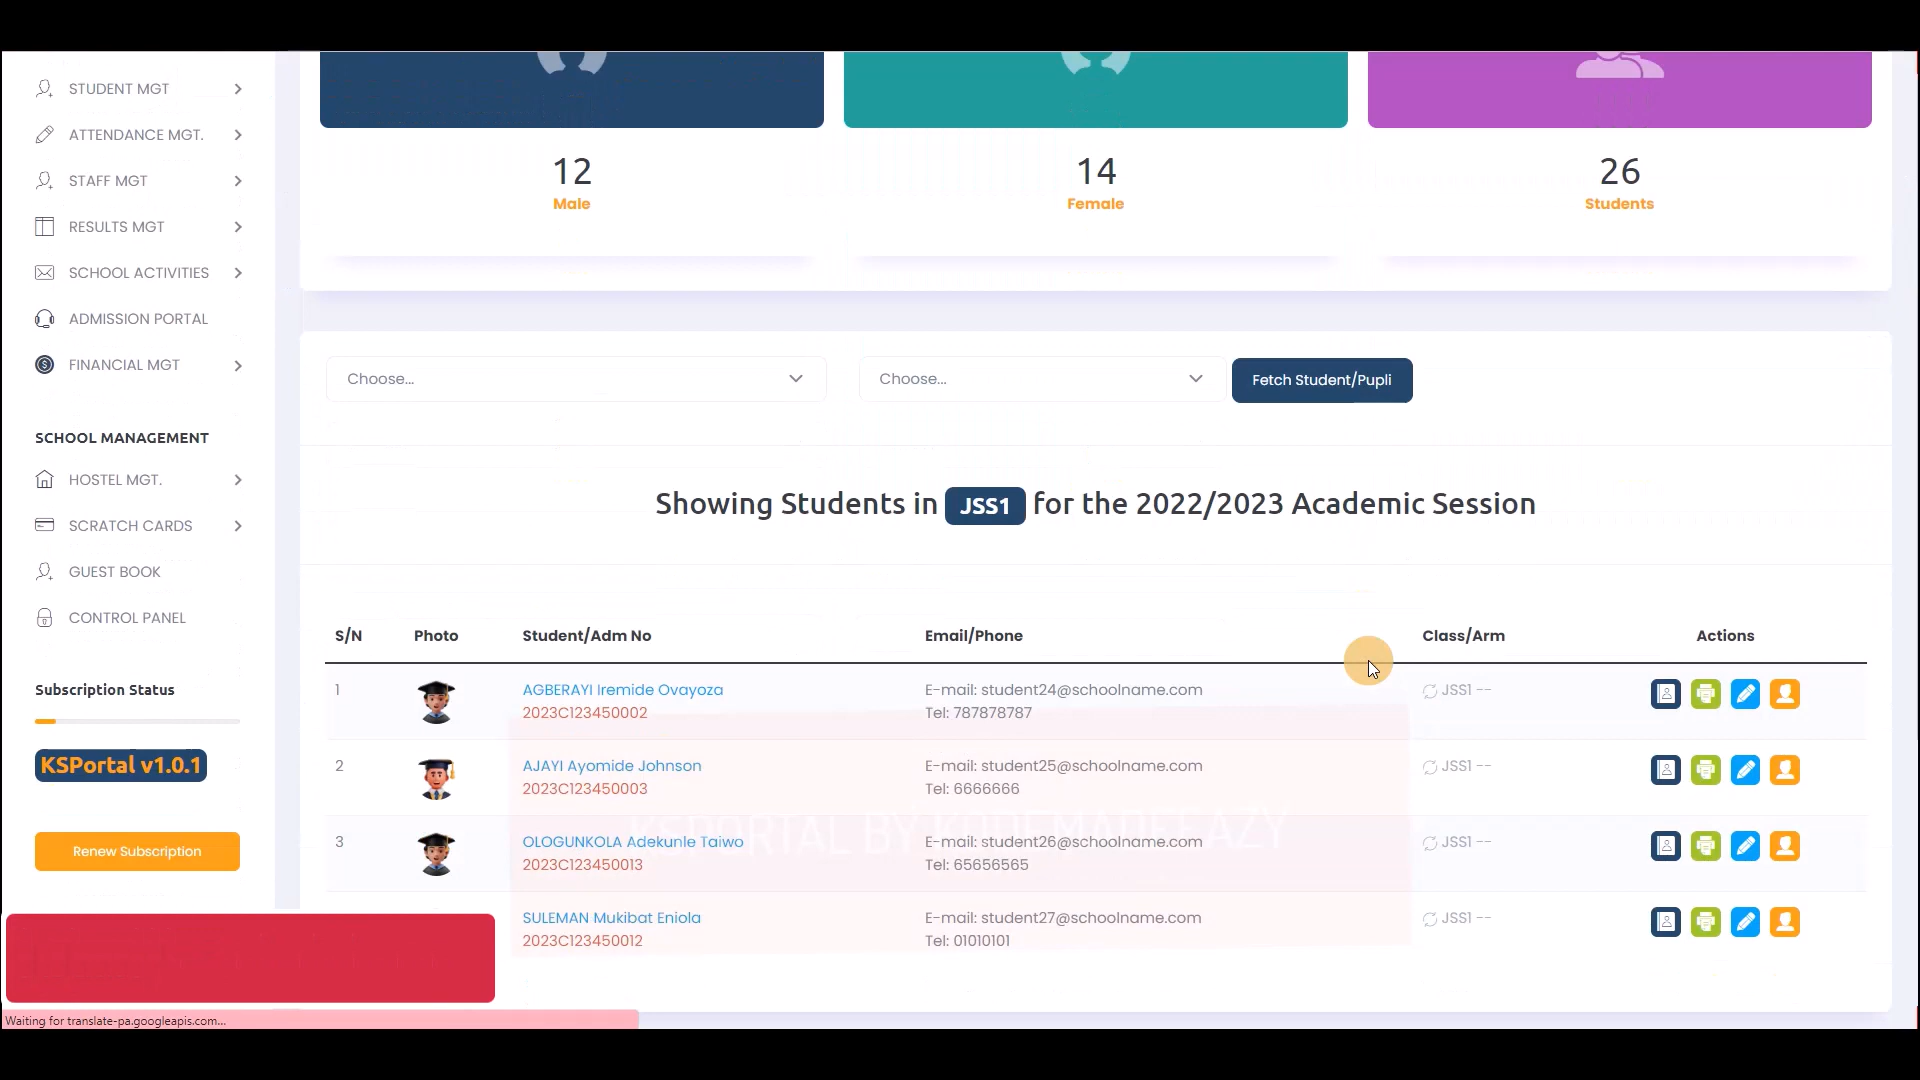 STUDENT MGT
ATTENDANCE MGT.
STAFF MGT
RESULTS MGT
SCHOOL ACTIVITIES
ADMISSION PORTAL
FINANCIAL MGT
SCHOOL MANAGEMENT
HOSTEL MGT.
SCRATCH CARDS
GUEST BOOK
CONTROL PANEL
Subscription Status
KSPortal v1.0.1
Renew Subscription
12 14 26
Male Female Students
Choose... Choose... Fetch Student/Pupli
Showing Students in JSS1 for the 2022/2023 Academic Session
S/N Photo Student/Adm No Email/Phone Class/Arm Actions
1 AGBERAYI Iremide Ovayoza E-mail: student24@schoolname.com JSS1 --
2023C123450002 Tel: 787878787
2 AJAYI Ayomide Johnson E-mail: student25@schoolname.com JSS1 --
2023C123450003 Tel: 6666666
KSPORTAL BY KODEMADEEAZY
3 OLOGUNKOLA Adekunle Taiwo E-mail: student26@schoolname.com JSS1 --
2023C123450013 Tel: 65656565
SULEMAN Mukibat Eniola E-mail: student27@schoolname.com JSS1 --
2023C123450012 Tel: 01010101
Waiting for translate-pa.googleapis.com...